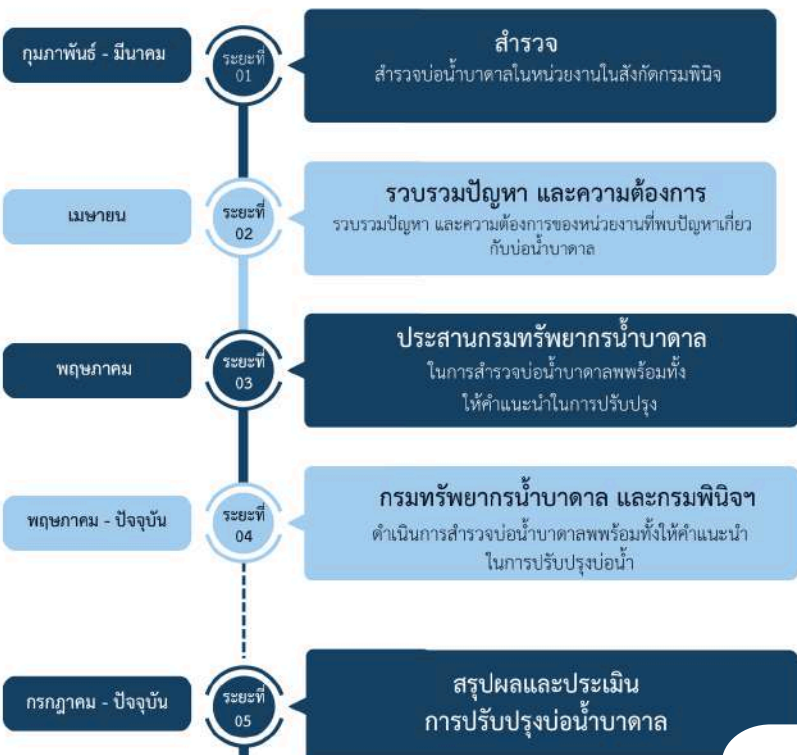 กุมภาพันธ์ - มีนาคม
ระยะที่
01
สำรวจ
สำรวจบ่อน้ำบาดาลในหน่วยงานในสังกัดกรมพินิจ
เมษายน
ระยะที่
02
รวบรวมปัญหา และความต้องการ
รวบรวมปัญหา และความต้องการของหน่วยงานที่พบปัญหาเกี่ยว
กับบ่อน้ำบาดาล
พฤษภาคม
ระยะที่
03
ประสานกรมทรัพยากรน้ำบาดาล
ในการสำรวจบ่อน้ำบาดาลพพร้อมทั้ง
ให้คำแนะนำในการปรับปรุง
พฤษภาคม - ปัจจุบัน
ระยะที่
04
กรมทรัพยากรน้ำบาดาล และกรมพินิจฯ
ดำเนินการสำรวจบ่อน้ำบาดาลพพร้อมทั้งให้คำแนะนำ
ในการปรับปรุงบ่อน้ำ
กรกฎาคม - ปัจจุบัน
ระยะที่
05
สรุปผลและประเมิน
การปรับปรุงบ่อน้ำบาดาล